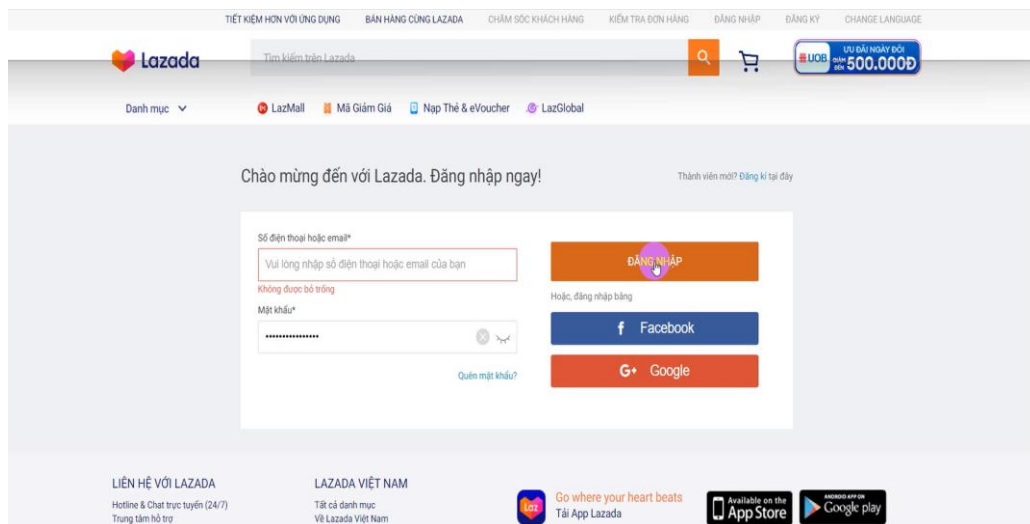 TIẾT KIỆM HƠN VỚI ỨNG DỤNG BÁN HÀNG CÙNG LAZADA CHĂM SÓC KHÁCH HÀNG KIỂM TRA ĐƠN HÀNG ĐĂNG NHẬP ĐĂNG KÝ CHANGE LANGUAGE
Lazada Tìm kiếm trên Lazada
UOB ƯU ĐÃI NGÀY ĐÔI
GIẢM ĐẾN 500.000Đ
Danh mục LazMall Mã Giảm Giá Nạp Thẻ & eVoucher LazGlobal
Chào mừng đến với Lazada. Đăng nhập ngay! Thành viên mới? Đăng kí tại đây
Số điện thoại hoặc email*
Vui lòng nhập số điện thoại hoặc email của bạn
Không được bỏ trống
Mật khẩu*
Quên mật khẩu?
ĐĂNG NHẬP
Hoặc, đăng nhập bằng
f Facebook
G+ Google
LIÊN HỆ VỚI LAZADA
Hotline & Chat trực tuyến (24/7)
Trung tâm hỗ trợ
LAZADA VIỆT NAM
Tất cả danh mục
Về Lazada Việt Nam
Laz
Go where your heart beats
Tải App Lazada
Available on the
App Store
ANDROID APP ON
Google play